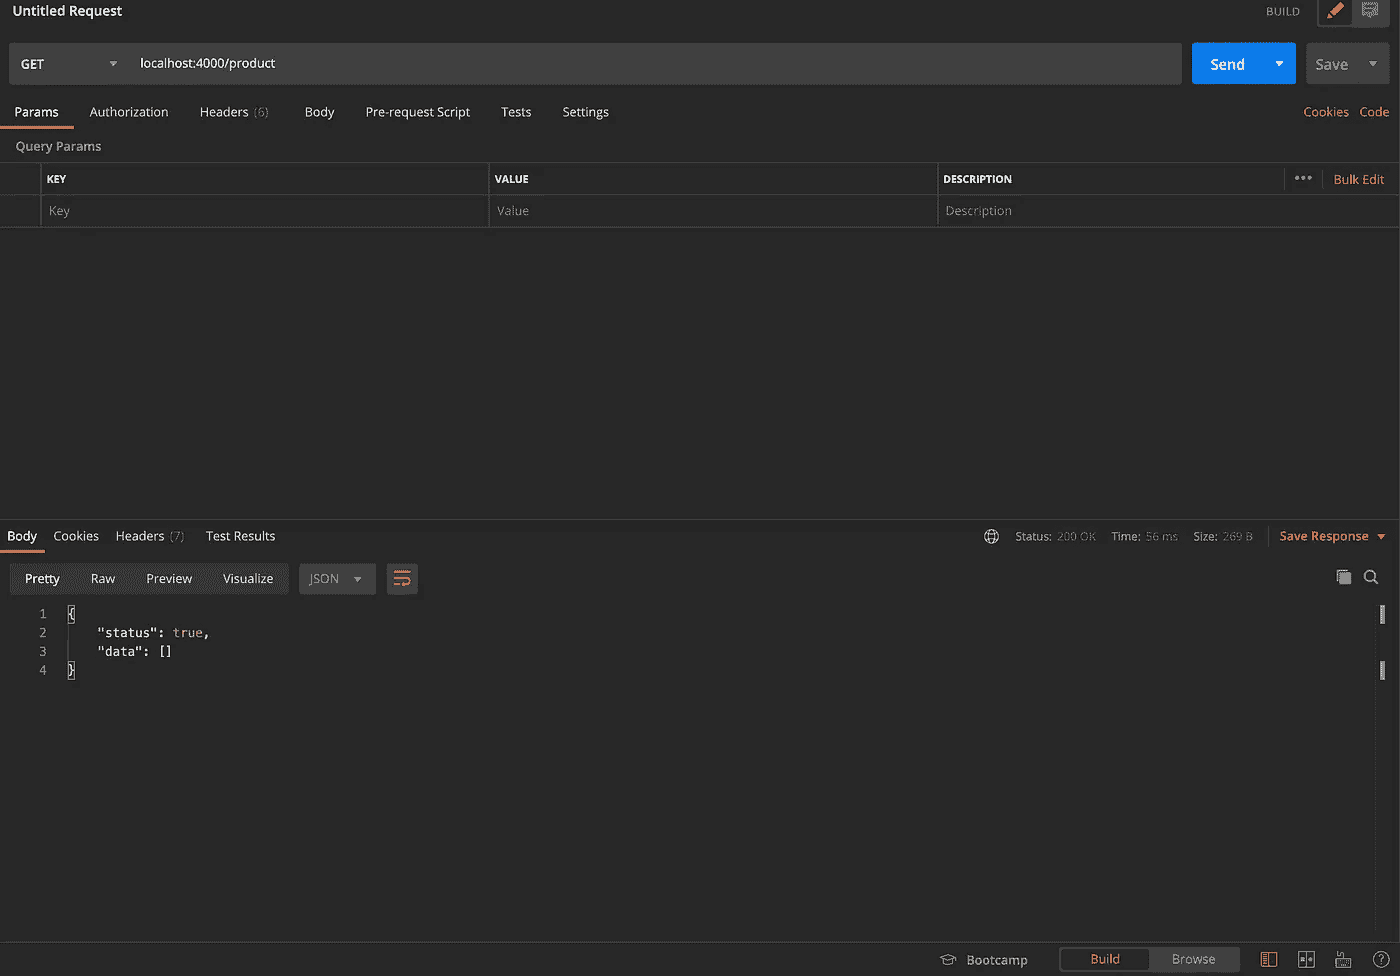 Untitled Request
BUILD
GET
localhost:4000/product
Send
Save
Params Authorization Headers (6) Body Pre-request Script Tests Settings
Cookies Code
Query Params
KEY VALUE DESCRIPTION ••• Bulk Edit
Key Value Description
Body Cookies Headers (7) Test Results
Status: 200 OK Time: 56 ms Size: 269 B Save Response
Pretty Raw Preview Visualize JSON
1 {
2 "status": true,
3 "data": []
4 }
Bootcamp Build Browse ?